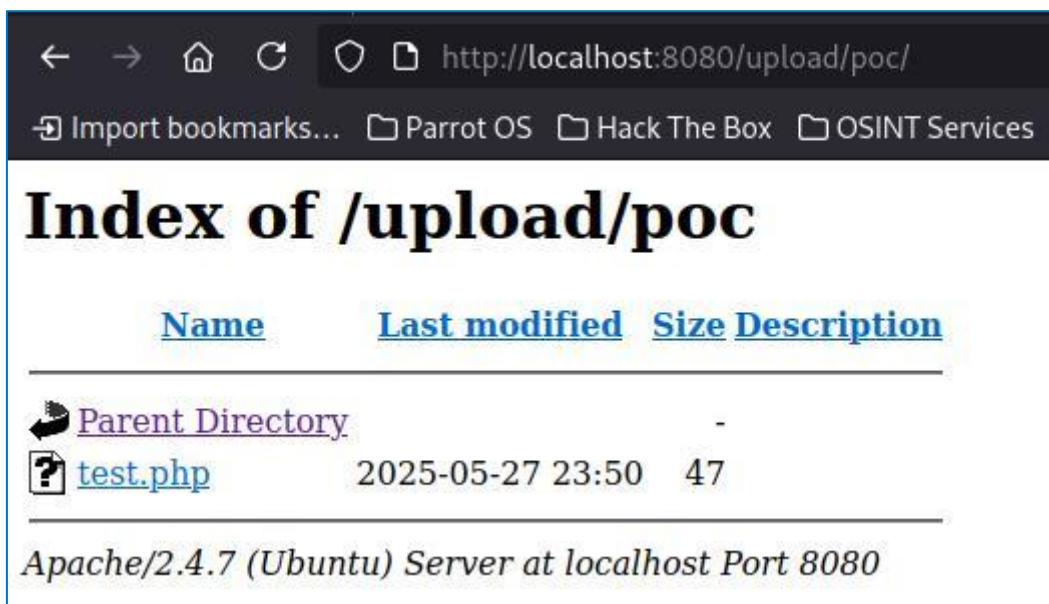 http://localhost:8080/upload/poc/
Import bookmarks... Parrot OS Hack The Box OSINT Services
Index of /upload/poc
Name Last modified Size Description
Parent Directory -
test.php 2025-05-27 23:50 47
Apache/2.4.7 (Ubuntu) Server at localhost Port 8080